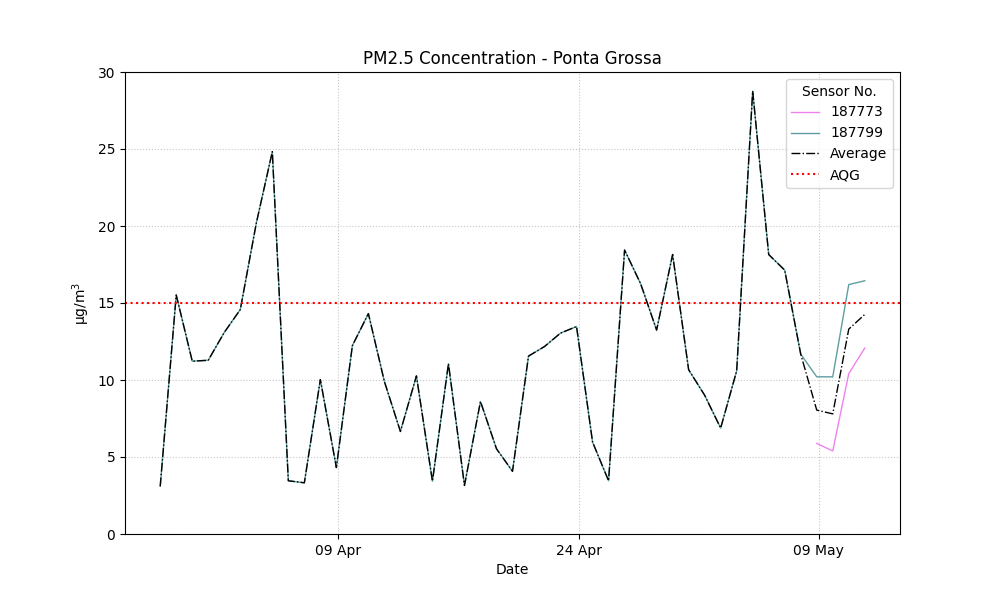 PM2.5 Concentration - Ponta Grossa
30
25
20
15
10
5
0
µg/m³
Sensor No.
187773
187799
Average
AQG
09 Apr
24 Apr
09 May
Date